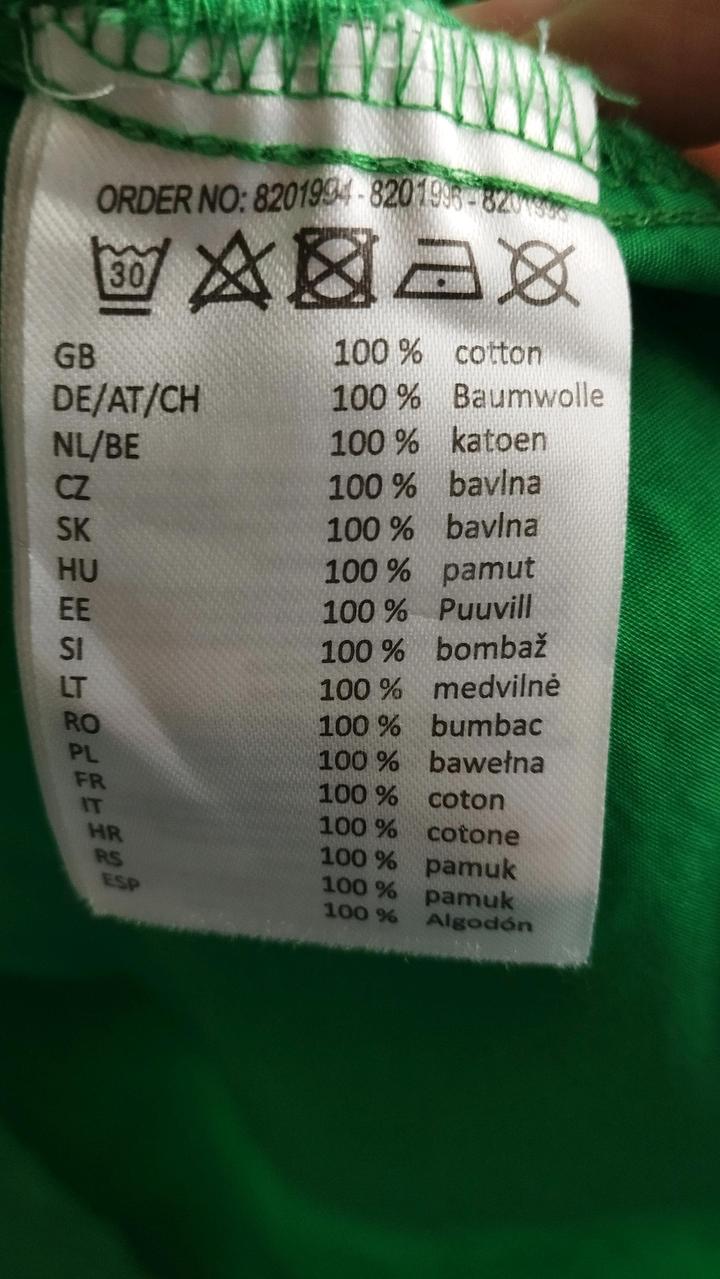 ORDER NO: 8201994 - 8201996 -
30
GB 100 % cotton
DE/AT/CH 100 % Baumwolle
NL/BE 100 % katoen
CZ 100 % bavlna
SK 100 % bavlna
HU 100 % pamut
EE 100 % Puuvill
SI 100 % bombaž
LT 100 % medvilnė
RO 100 % bumbac
PL 100 % bawełna
FR 100 % coton
IT 100 % cotone
HR 100 % pamuk
RS 100 % pamuk
ESP 100 % Algodón